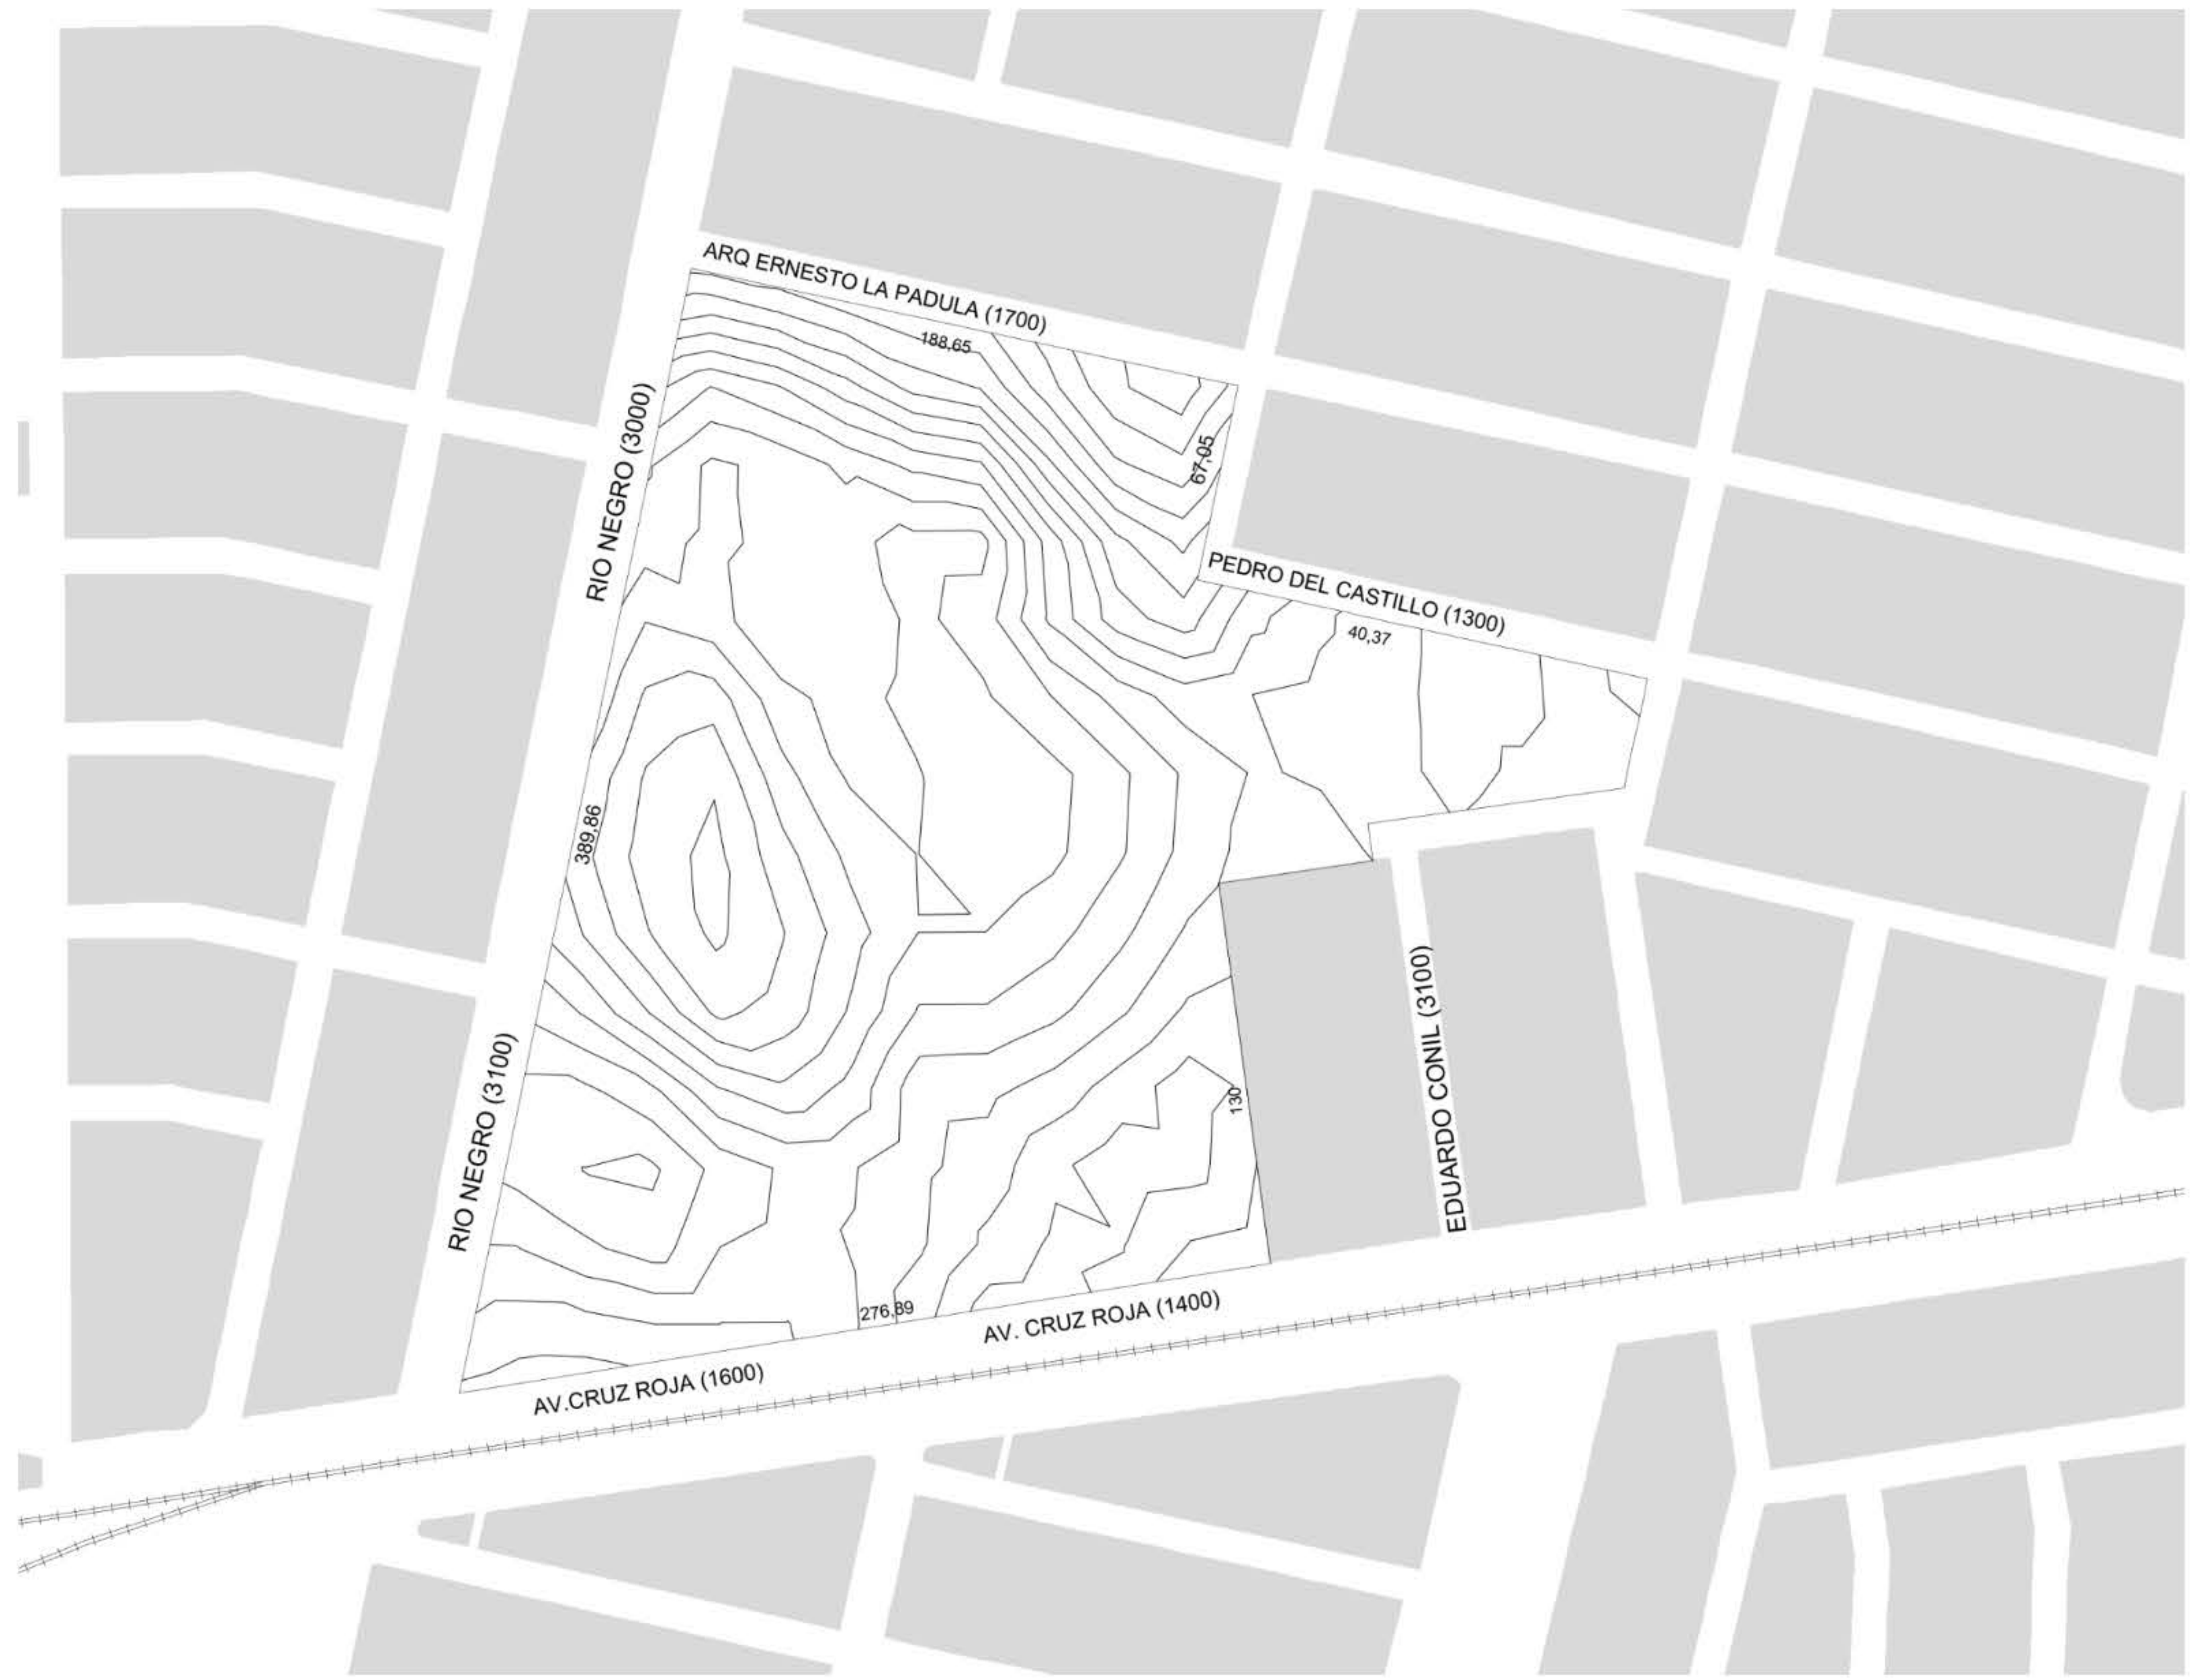 ARQ ERNESTO LA PADULA (1700)
188,65
RIO NEGRO (3000)
67,05
PEDRO DEL CASTILLO (1300)
40,37
389,86
EDUARDO CONIL (3100)
RIO NEGRO (3100)
130
276,89
AV. CRUZ ROJA (1400)
AV.CRUZ ROJA (1600)